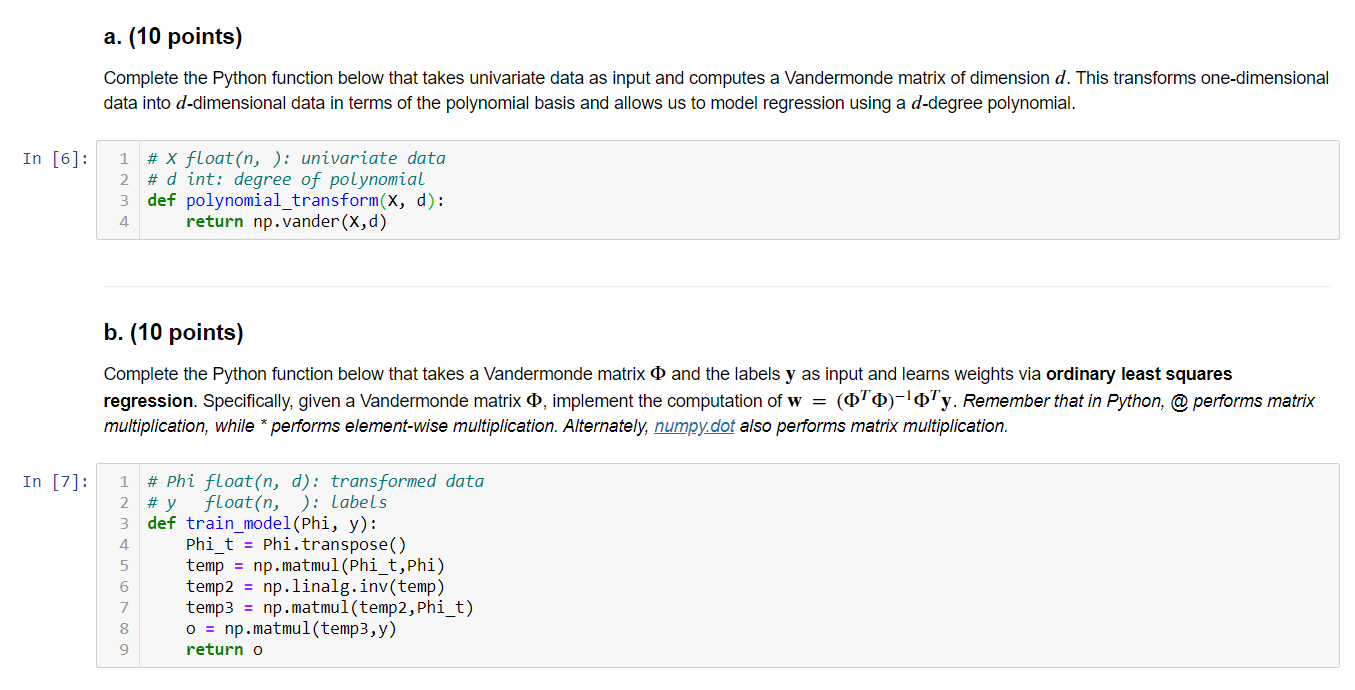 a. (10 points)
Complete the Python function below that takes univariate data as input and computes a Vandermonde matrix of dimension d. This transforms one-dimensional
data into d-dimensional data in terms of the polynomial basis and allows us to model regression using a d-degree polynomial.
In [6]:
1 # X float(n, ): univariate data
2 # d int: degree of polynomial
3 def polynomial_transform(X, d):
4     return np.vander(X,d)
b. (10 points)
Complete the Python function below that takes a Vandermonde matrix Φ and the labels y as input and learns weights via ordinary least squares
regression. Specifically, given a Vandermonde matrix Φ, implement the computation of w = (ΦᵀΦ)⁻¹Φᵀy. Remember that in Python, @ performs matrix
multiplication, while * performs element-wise multiplication. Alternately, numpy.dot also performs matrix multiplication.
In [7]:
1 # Phi float(n, d): transformed data
2 # y   float(n,  ): labels
3 def train_model(Phi, y):
4     Phi_t = Phi.transpose()
5     temp = np.matmul(Phi_t,Phi)
6     temp2 = np.linalg.inv(temp)
7     temp3 = np.matmul(temp2,Phi_t)
8     o = np.matmul(temp3,y)
9     return o